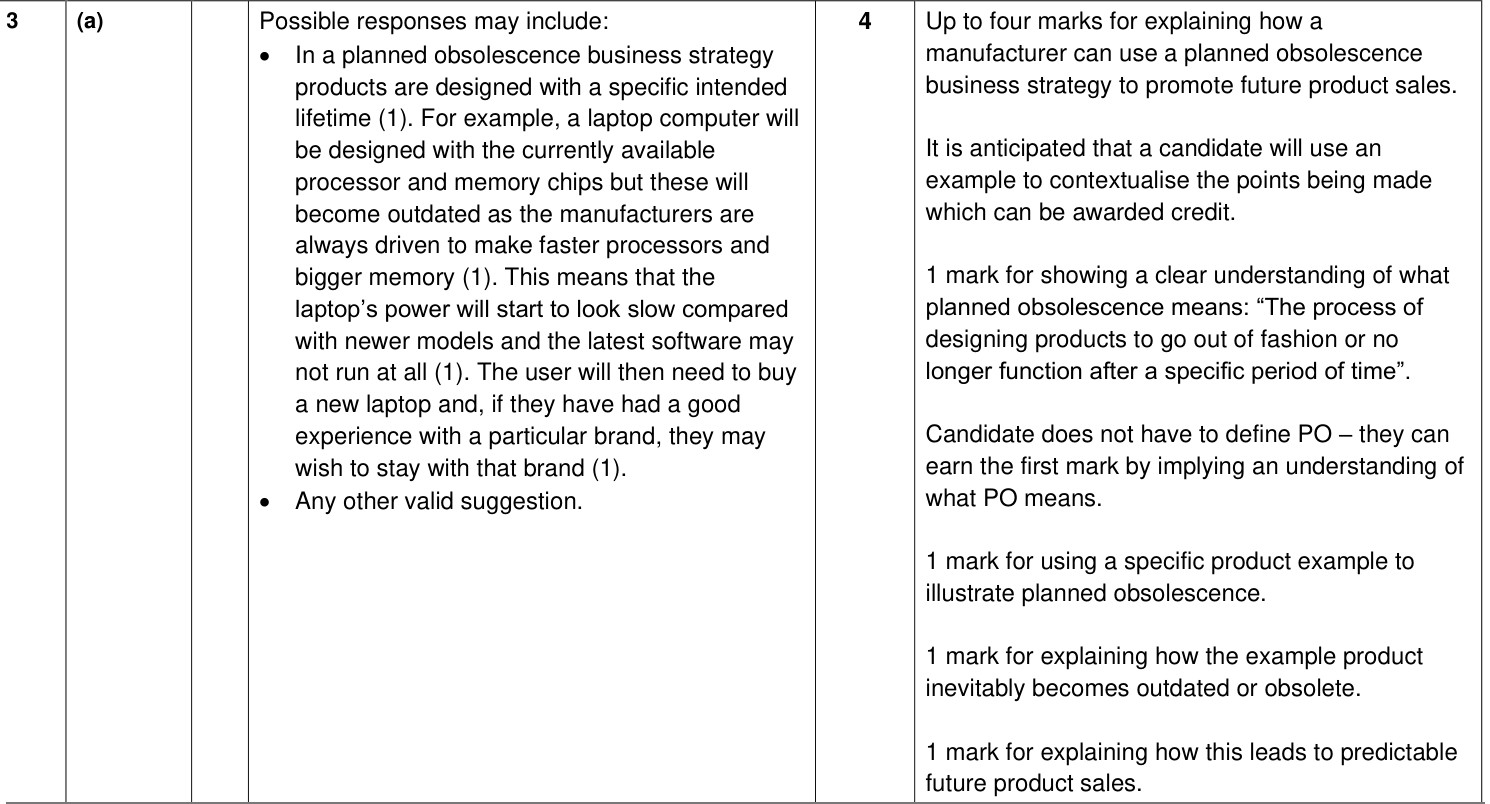 3
(a)
Possible responses may include:
• In a planned obsolescence business strategy
products are designed with a specific intended
lifetime (1). For example, a laptop computer will
be designed with the currently available
processor and memory chips but these will
become outdated as the manufacturers are
always driven to make faster processors and
bigger memory (1). This means that the
laptop’s power will start to look slow compared
with newer models and the latest software may
not run at all (1). The user will then need to buy
a new laptop and, if they have had a good
experience with a particular brand, they may
wish to stay with that brand (1).
• Any other valid suggestion.
4
Up to four marks for explaining how a
manufacturer can use a planned obsolescence
business strategy to promote future product sales.
It is anticipated that a candidate will use an
example to contextualise the points being made
which can be awarded credit.
1 mark for showing a clear understanding of what
planned obsolescence means: “The process of
designing products to go out of fashion or no
longer function after a specific period of time”.
Candidate does not have to define PO – they can
earn the first mark by implying an understanding of
what PO means.
1 mark for using a specific product example to
illustrate planned obsolescence.
1 mark for explaining how the example product
inevitably becomes outdated or obsolete.
1 mark for explaining how this leads to predictable
future product sales.